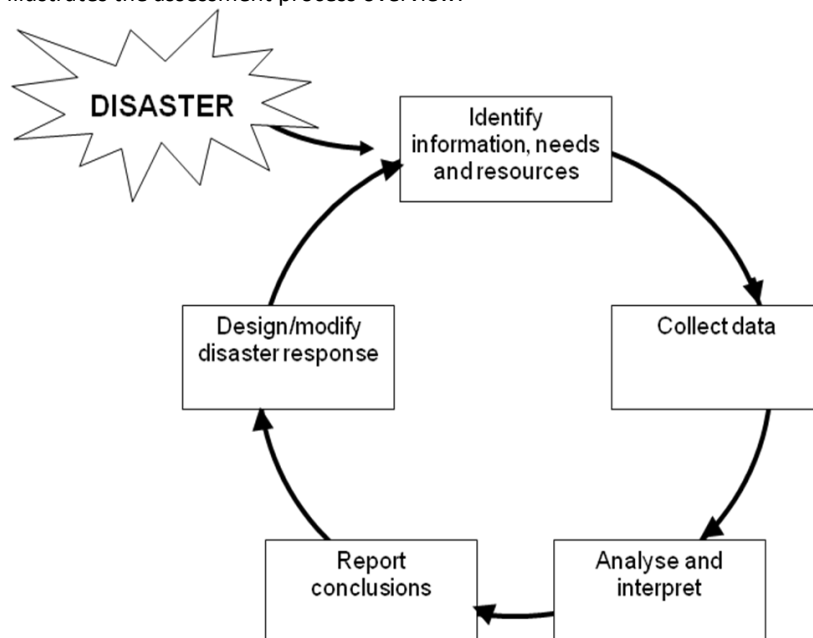 illustrates the assessment process overview.
DISASTER
Identify
information, needs
and resources
Design/modify
disaster response
Collect data
Report
conclusions
Analyse and
interpret